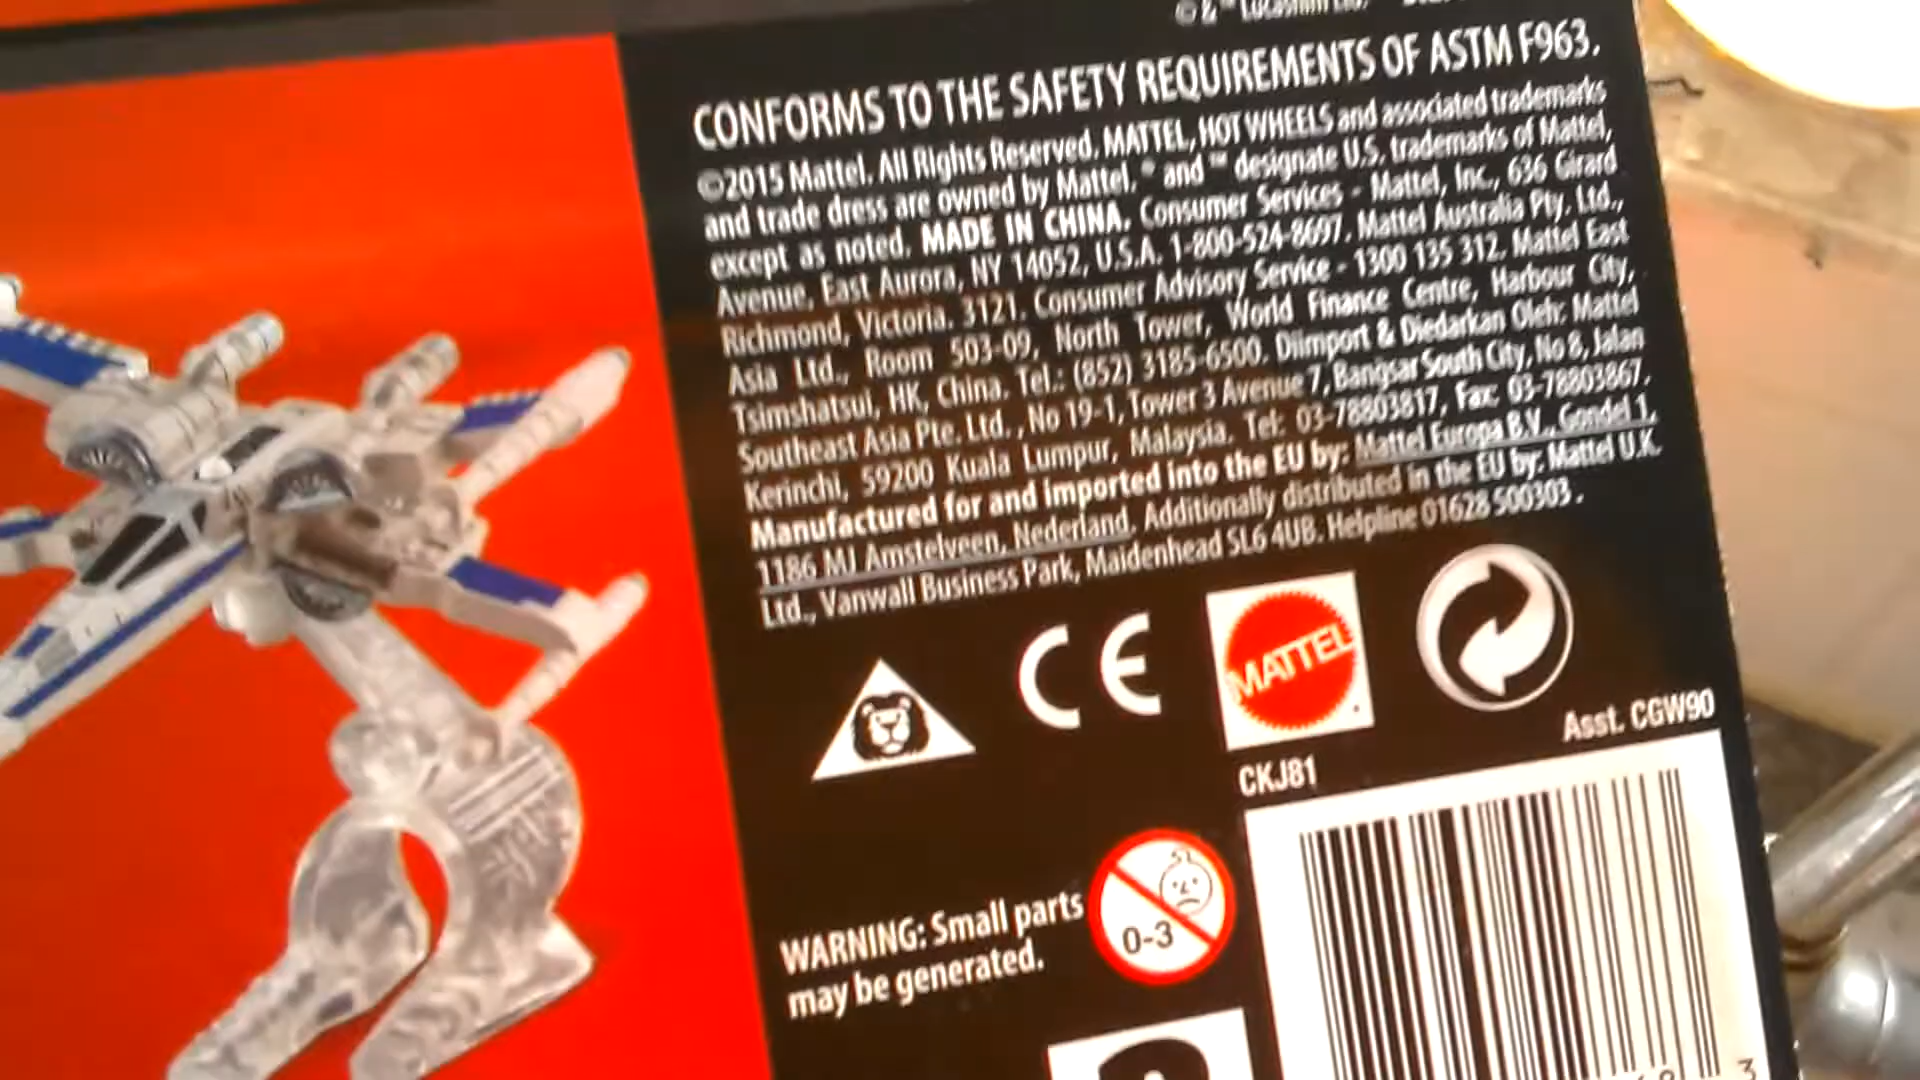 © & ™ Lucasfilm Ltd.
CONFORMS TO THE SAFETY REQUIREMENTS OF ASTM F963.
©2015 Mattel. All Rights Reserved. MATTEL, HOT WHEELS and associated trademarks
and trade dress are owned by Mattel. ® and ™ designate U.S. trademarks of Mattel,
except as noted. MADE IN CHINA. Consumer Services - Mattel, Inc., 636 Girard
Avenue, East Aurora, NY 14052, U.S.A. 1-800-524-8697. Mattel Australia Pty. Ltd.,
Richmond, Victoria. 3121. Consumer Advisory Service - 1300 135 312. Mattel East
Asia Ltd., Room 503-09, North Tower, World Finance Centre, Harbour City,
Tsimshatsui, HK, China. Tel.: (852) 3185-6500. Diimport & Diedarkan Oleh: Mattel
Southeast Asia Pte. Ltd. , No 19-1, Tower 3 Avenue 7, Bangsar South City, No 8, Jalan
Kerinchi, 59200 Kuala Lumpur, Malaysia. Tel: 03-78803817, Fax: 03-78803867.
Manufactured for and imported into the EU by: Mattel Europa B.V., Gondel 1,
1186 MJ Amstelveen, Nederland. Additionally distributed in the EU by: Mattel U.K.
Ltd., Vanwall Business Park, Maidenhead SL6 4UB. Helpline 01628 500303 .
CE
MATTEL
Asst. CGW90
CKJ81
WARNING: Small parts
may be generated.
0-3
3